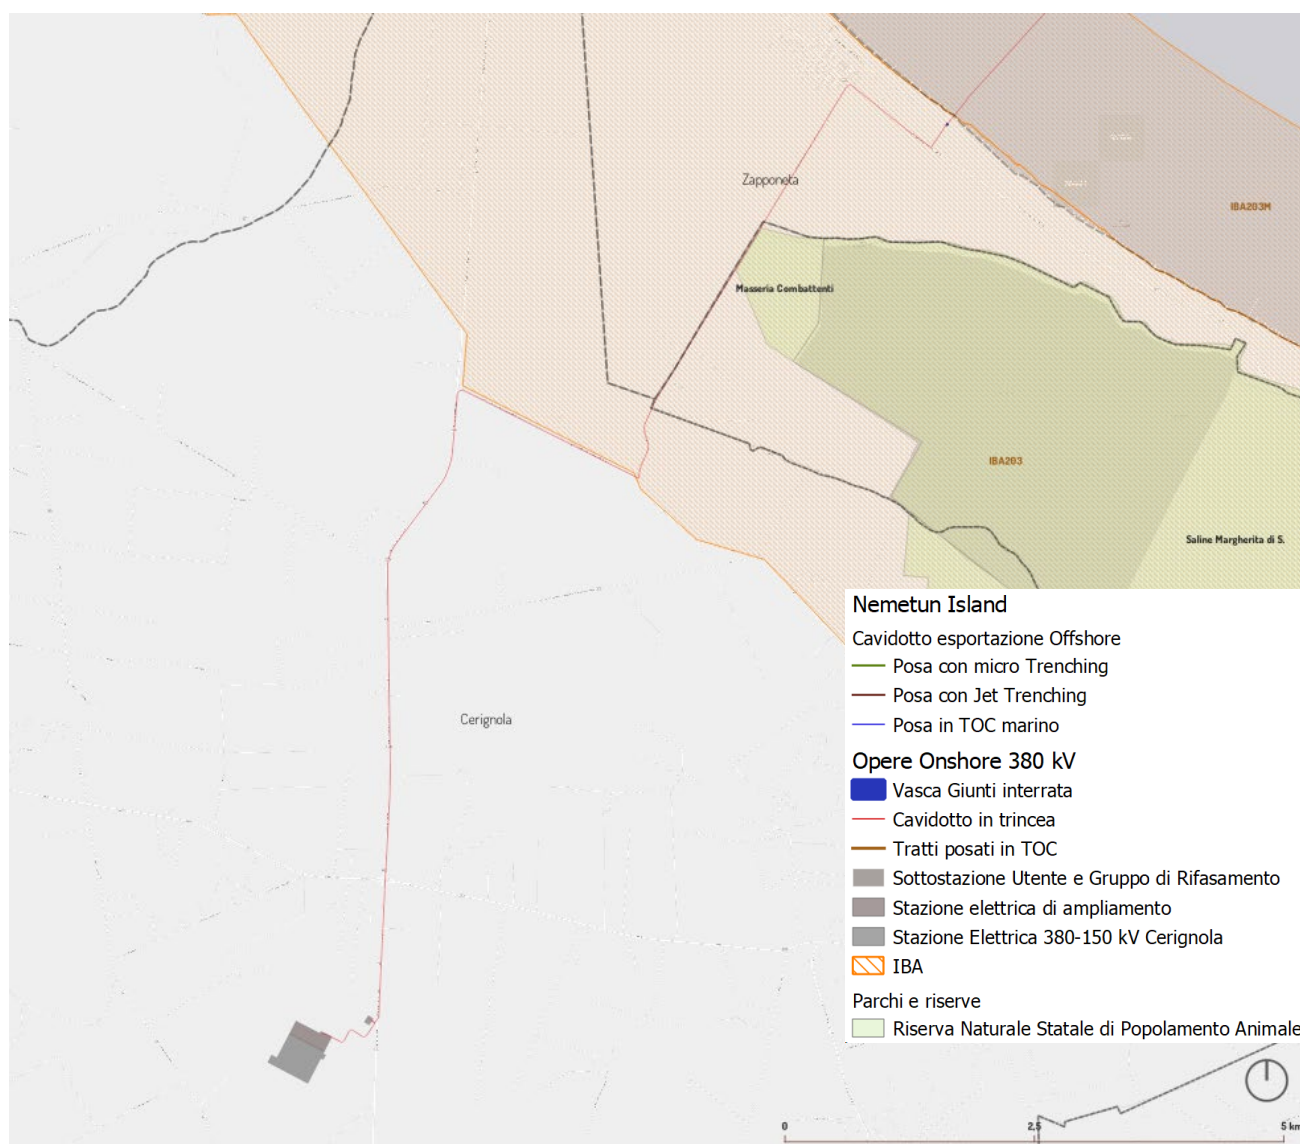 Zapponeta
IBA203M
Masseria Combattenti
IBA203
Saline Margherita di S.
Cerignola
Nemetun Island
Cavidotto esportazione Offshore
Posa con micro Trenching
Posa con Jet Trenching
Posa in TOC marino
Opere Onshore 380 kV
Vasca Giunti interrata
Cavidotto in trincea
Tratti posati in TOC
Sottostazione Utente e Gruppo di Rifasamento
Stazione elettrica di ampliamento
Stazione Elettrica 380-150 kV Cerignola
IBA
Parchi e riserve
Riserva Naturale Statale di Popolamento Animale
0 2,5 5 km